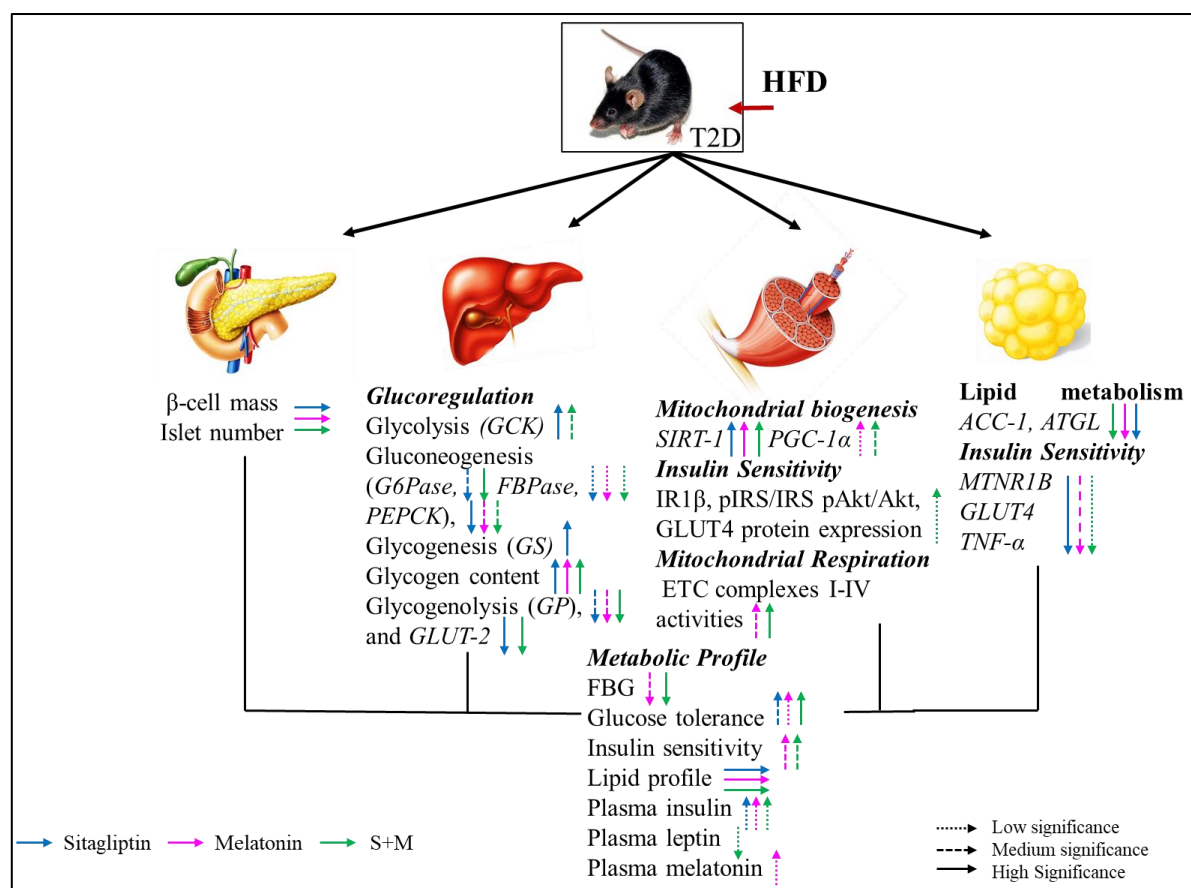 HFD
T2D
β-cell mass
Islet number
Glucoregulation
Glycolysis (GCK)
Gluconeogenesis
(G6Pase, FBPase,
PEPCK),
Glycogenesis (GS)
Glycogen content
Glycogenolysis (GP),
and GLUT-2
Mitochondrial biogenesis
SIRT-1 PGC-1α
Insulin Sensitivity
IR1β, pIRS/IRS pAkt/Akt,
GLUT4 protein expression
Mitochondrial Respiration
ETC complexes I-IV
activities
Lipid metabolism
ACC-1, ATGL
Insulin Sensitivity
MTNR1B
GLUT4
TNF-α
Metabolic Profile
FBG
Glucose tolerance
Insulin sensitivity
Lipid profile
Plasma insulin
Plasma leptin
Plasma melatonin
Sitagliptin Melatonin S+M
Low significance
Medium significance
High Significance